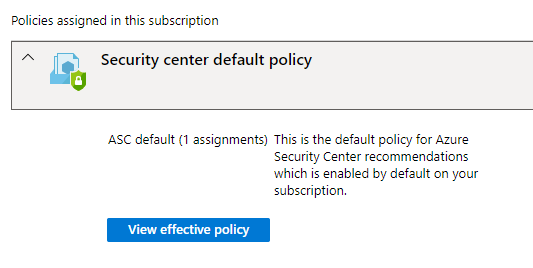 Policies assigned in this subscription
Security center default policy
ASC default (1 assignments) This is the default policy for Azure
Security Center recommendations
which is enabled by default on your
subscription.
View effective policy